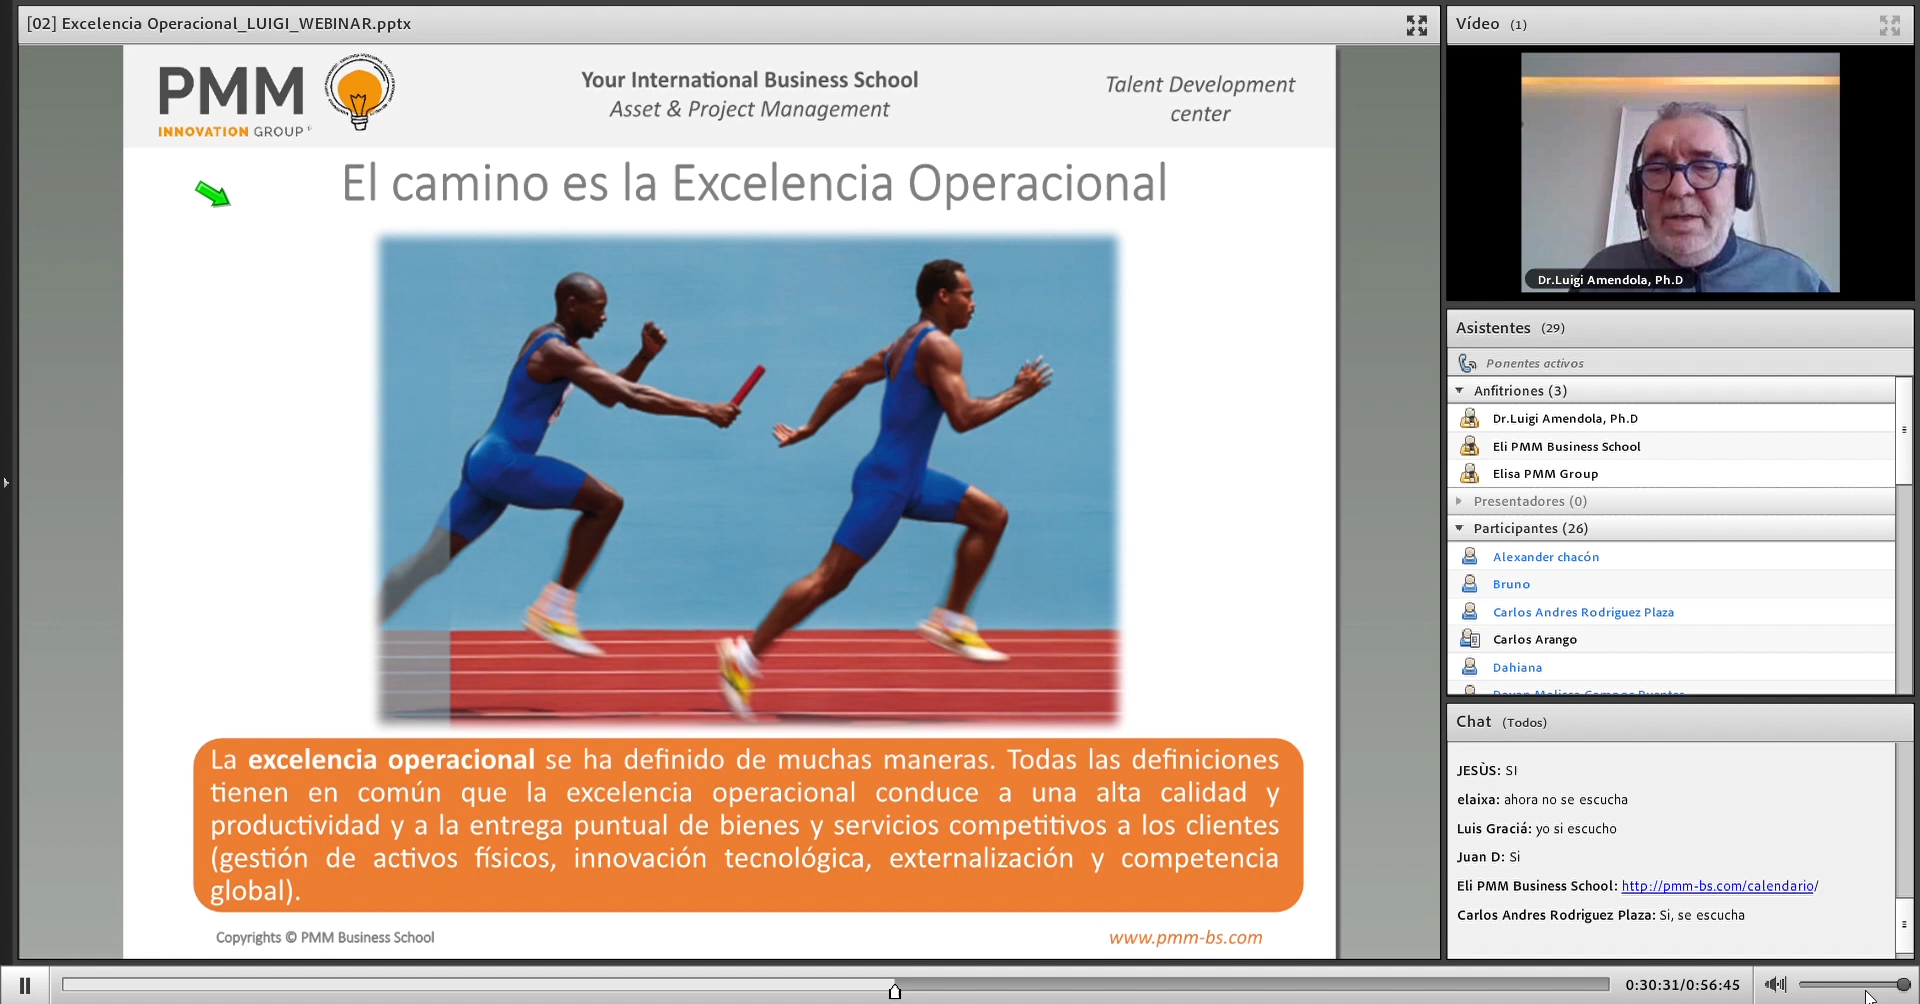 [02] Excelencia Operacional_LUIGI_WEBINAR.pptx
PMM
INNOVATION GROUP
Your International Business School
Asset & Project Management
Talent Development
center
El camino es la Excelencia Operacional
La excelencia operacional se ha definido de muchas maneras. Todas las definiciones
tienen en común que la excelencia operacional conduce a una alta calidad y
productividad y a la entrega puntual de bienes y servicios competitivos a los clientes
(gestión de activos físicos, innovación tecnológica, externalización y competencia
global).
Copyrights © PMM Business School
www.pmm-bs.com
Vídeo (1)
Dr.Luigi Amendola, Ph.D
Asistentes (29)
Ponentes activos
Anfitriones (3)
Dr.Luigi Amendola, Ph.D
Eli PMM Business School
Elisa PMM Group
Presentadores (0)
Participantes (26)
Alexander chacón
Bruno
Carlos Andres Rodriguez Plaza
Carlos Arango
Dahiana
Chat (Todos)
JESÙS: SI
elaixa: ahora no se escucha
Luis Graciá: yo si escucho
Juan D: Si
Eli PMM Business School: http://pmm-bs.com/calendario/
Carlos Andres Rodriguez Plaza: Si, se escucha
0:30:31/0:56:45